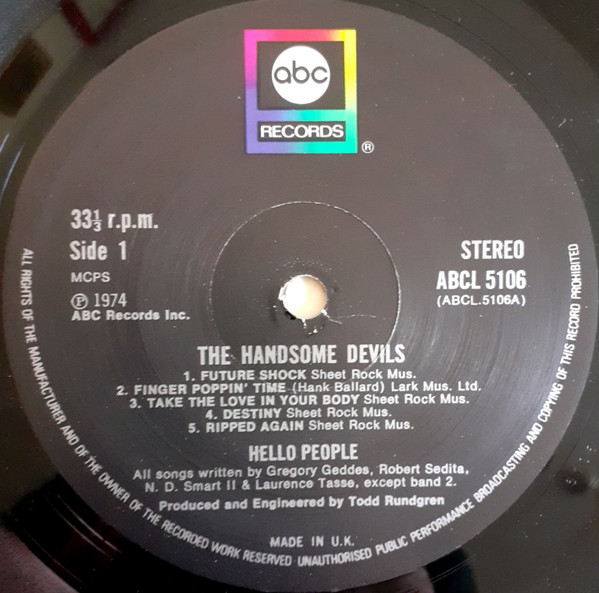 abc
RECORDS
®
33⅓ r.p.m.
Side 1
MCPS
Ⓟ 1974
ABC Records Inc.
STEREO
ABCL 5106
(ABCL.5106A)
THE HANDSOME DEVILS
1. FUTURE SHOCK Sheet Rock Mus.
2. FINGER POPPIN' TIME (Hank Ballard) Lark Mus. Ltd.
3. TAKE THE LOVE IN YOUR BODY Sheet Rock Mus.
4. DESTINY Sheet Rock Mus.
5. RIPPED AGAIN Sheet Rock Mus.
HELLO PEOPLE
All songs written by Gregory Geddes, Robert Sedita,
N. D. Smart II & Laurence Tasse, except band 2.
Produced and Engineered by Todd Rundgren
MADE IN U.K.
ALL RIGHTS OF THE MANUFACTURER AND OF THE OWNER OF THE RECORDED WORK RESERVED · UNAUTHORISED PUBLIC PERFORMANCE BROADCASTING AND COPYING OF THIS RECORD PROHIBITED